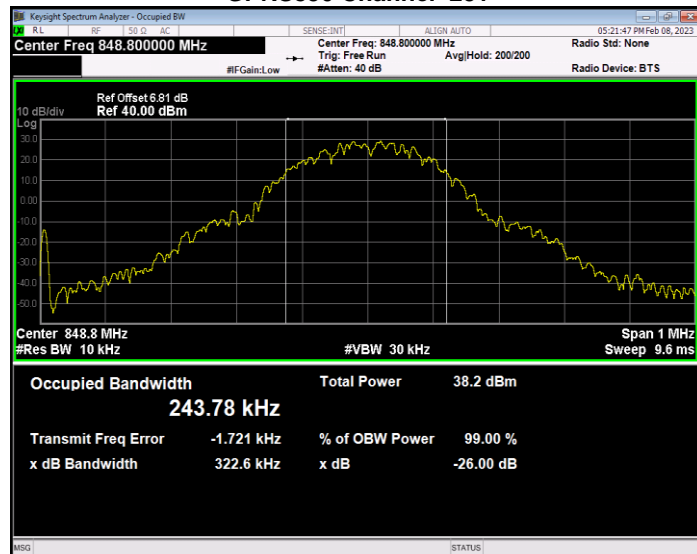 Keysight Spectrum Analyzer - Occupied BW
RL RF 50 Ω AC SENSE:INT ALIGN AUTO 05:21:47 PM Feb 08, 2023
Center Freq 848.800000 MHz Center Freq: 848.800000 MHz Radio Std: None
Trig: Free Run Avg|Hold: 200/200
#IFGain:Low #Atten: 40 dB Radio Device: BTS
Ref Offset 6.81 dB
10 dB/div Ref 40.00 dBm
Log
30.0
20.0
10.0
0.00
-10.0
-20.0
-30.0
-40.0
-50.0
Center 848.8 MHz Span 1 MHz
#Res BW 10 kHz #VBW 30 kHz Sweep 9.6 ms
Occupied Bandwidth Total Power 38.2 dBm
243.78 kHz
Transmit Freq Error -1.721 kHz % of OBW Power 99.00 %
x dB Bandwidth 322.6 kHz x dB -26.00 dB
MSG STATUS